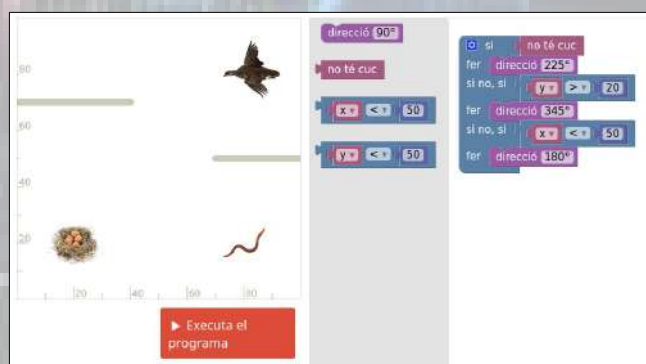 80
60
40
20
20
40
60
80
▶ Executa el
programa
direcció 90°
no té cuc
x ▾ < ▾ 50
y ▾ < ▾ 50
si no té cuc
fer direcció 225°
si no, si y ▾ > ▾ 20
fer direcció 345°
si no, si x ▾ < ▾ 50
fer direcció 180°